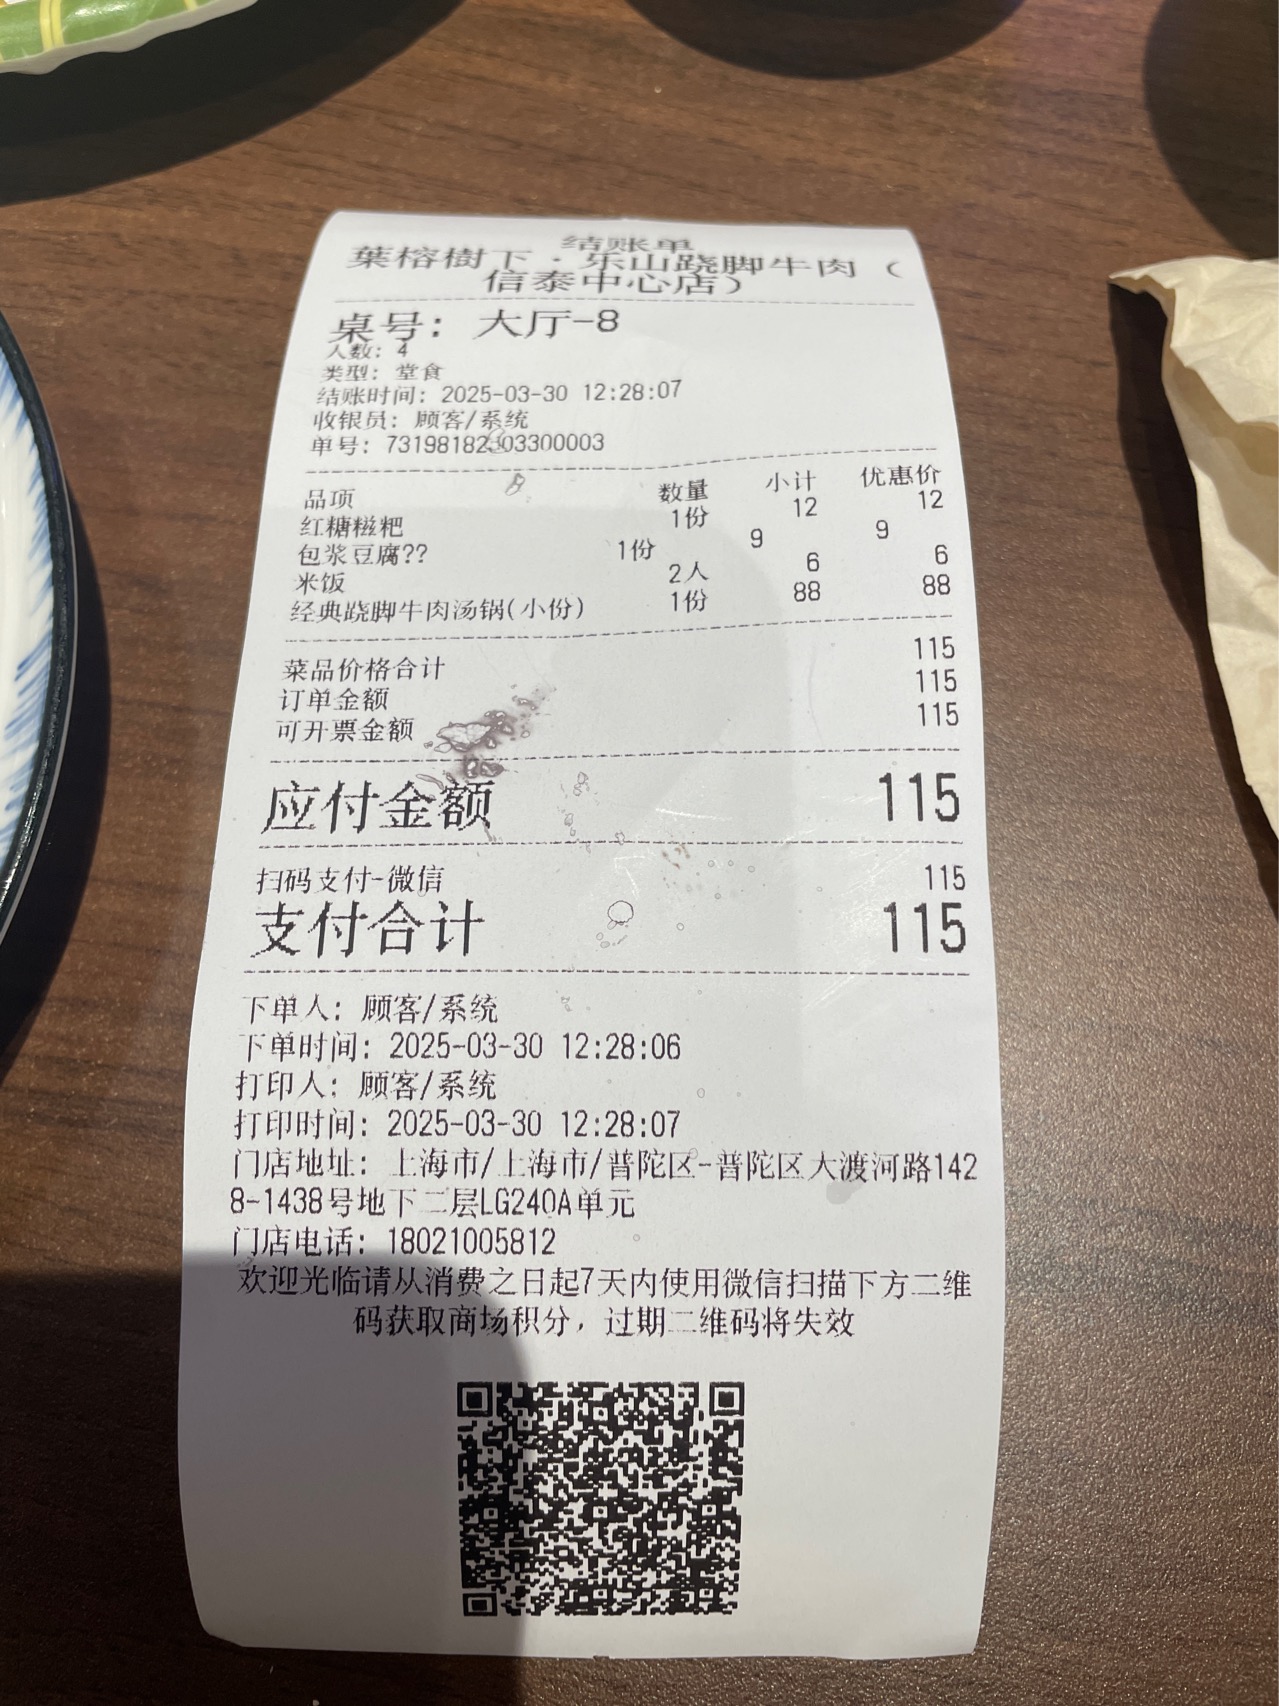 结账单
葉榕樹下·乐山跷脚牛肉（
信泰中心店）
桌号：大厅-8
人数：4
类型：堂食
结账时间：2025-03-30 12:28:07
收银员：顾客/系统
单号：73198182303300003
品项 数量 小计 优惠价
红糖糍粑 1份 12 12
包浆豆腐?? 1份 9 9
米饭 2人 6 6
经典跷脚牛肉汤锅(小份) 1份 88 88
菜品价格合计 115
订单金额 115
可开票金额 115
应付金额 115
扫码支付-微信 115
支付合计 115
下单人：顾客/系统
下单时间：2025-03-30 12:28:06
打印人：顾客/系统
打印时间：2025-03-30 12:28:07
门店地址：上海市/上海市/普陀区-普陀区大渡河路142
8-1438号地下二层LG240A单元
门店电话：18021005812
欢迎光临请从消费之日起7天内使用微信扫描下方二维
码获取商场积分，过期二维码将失效